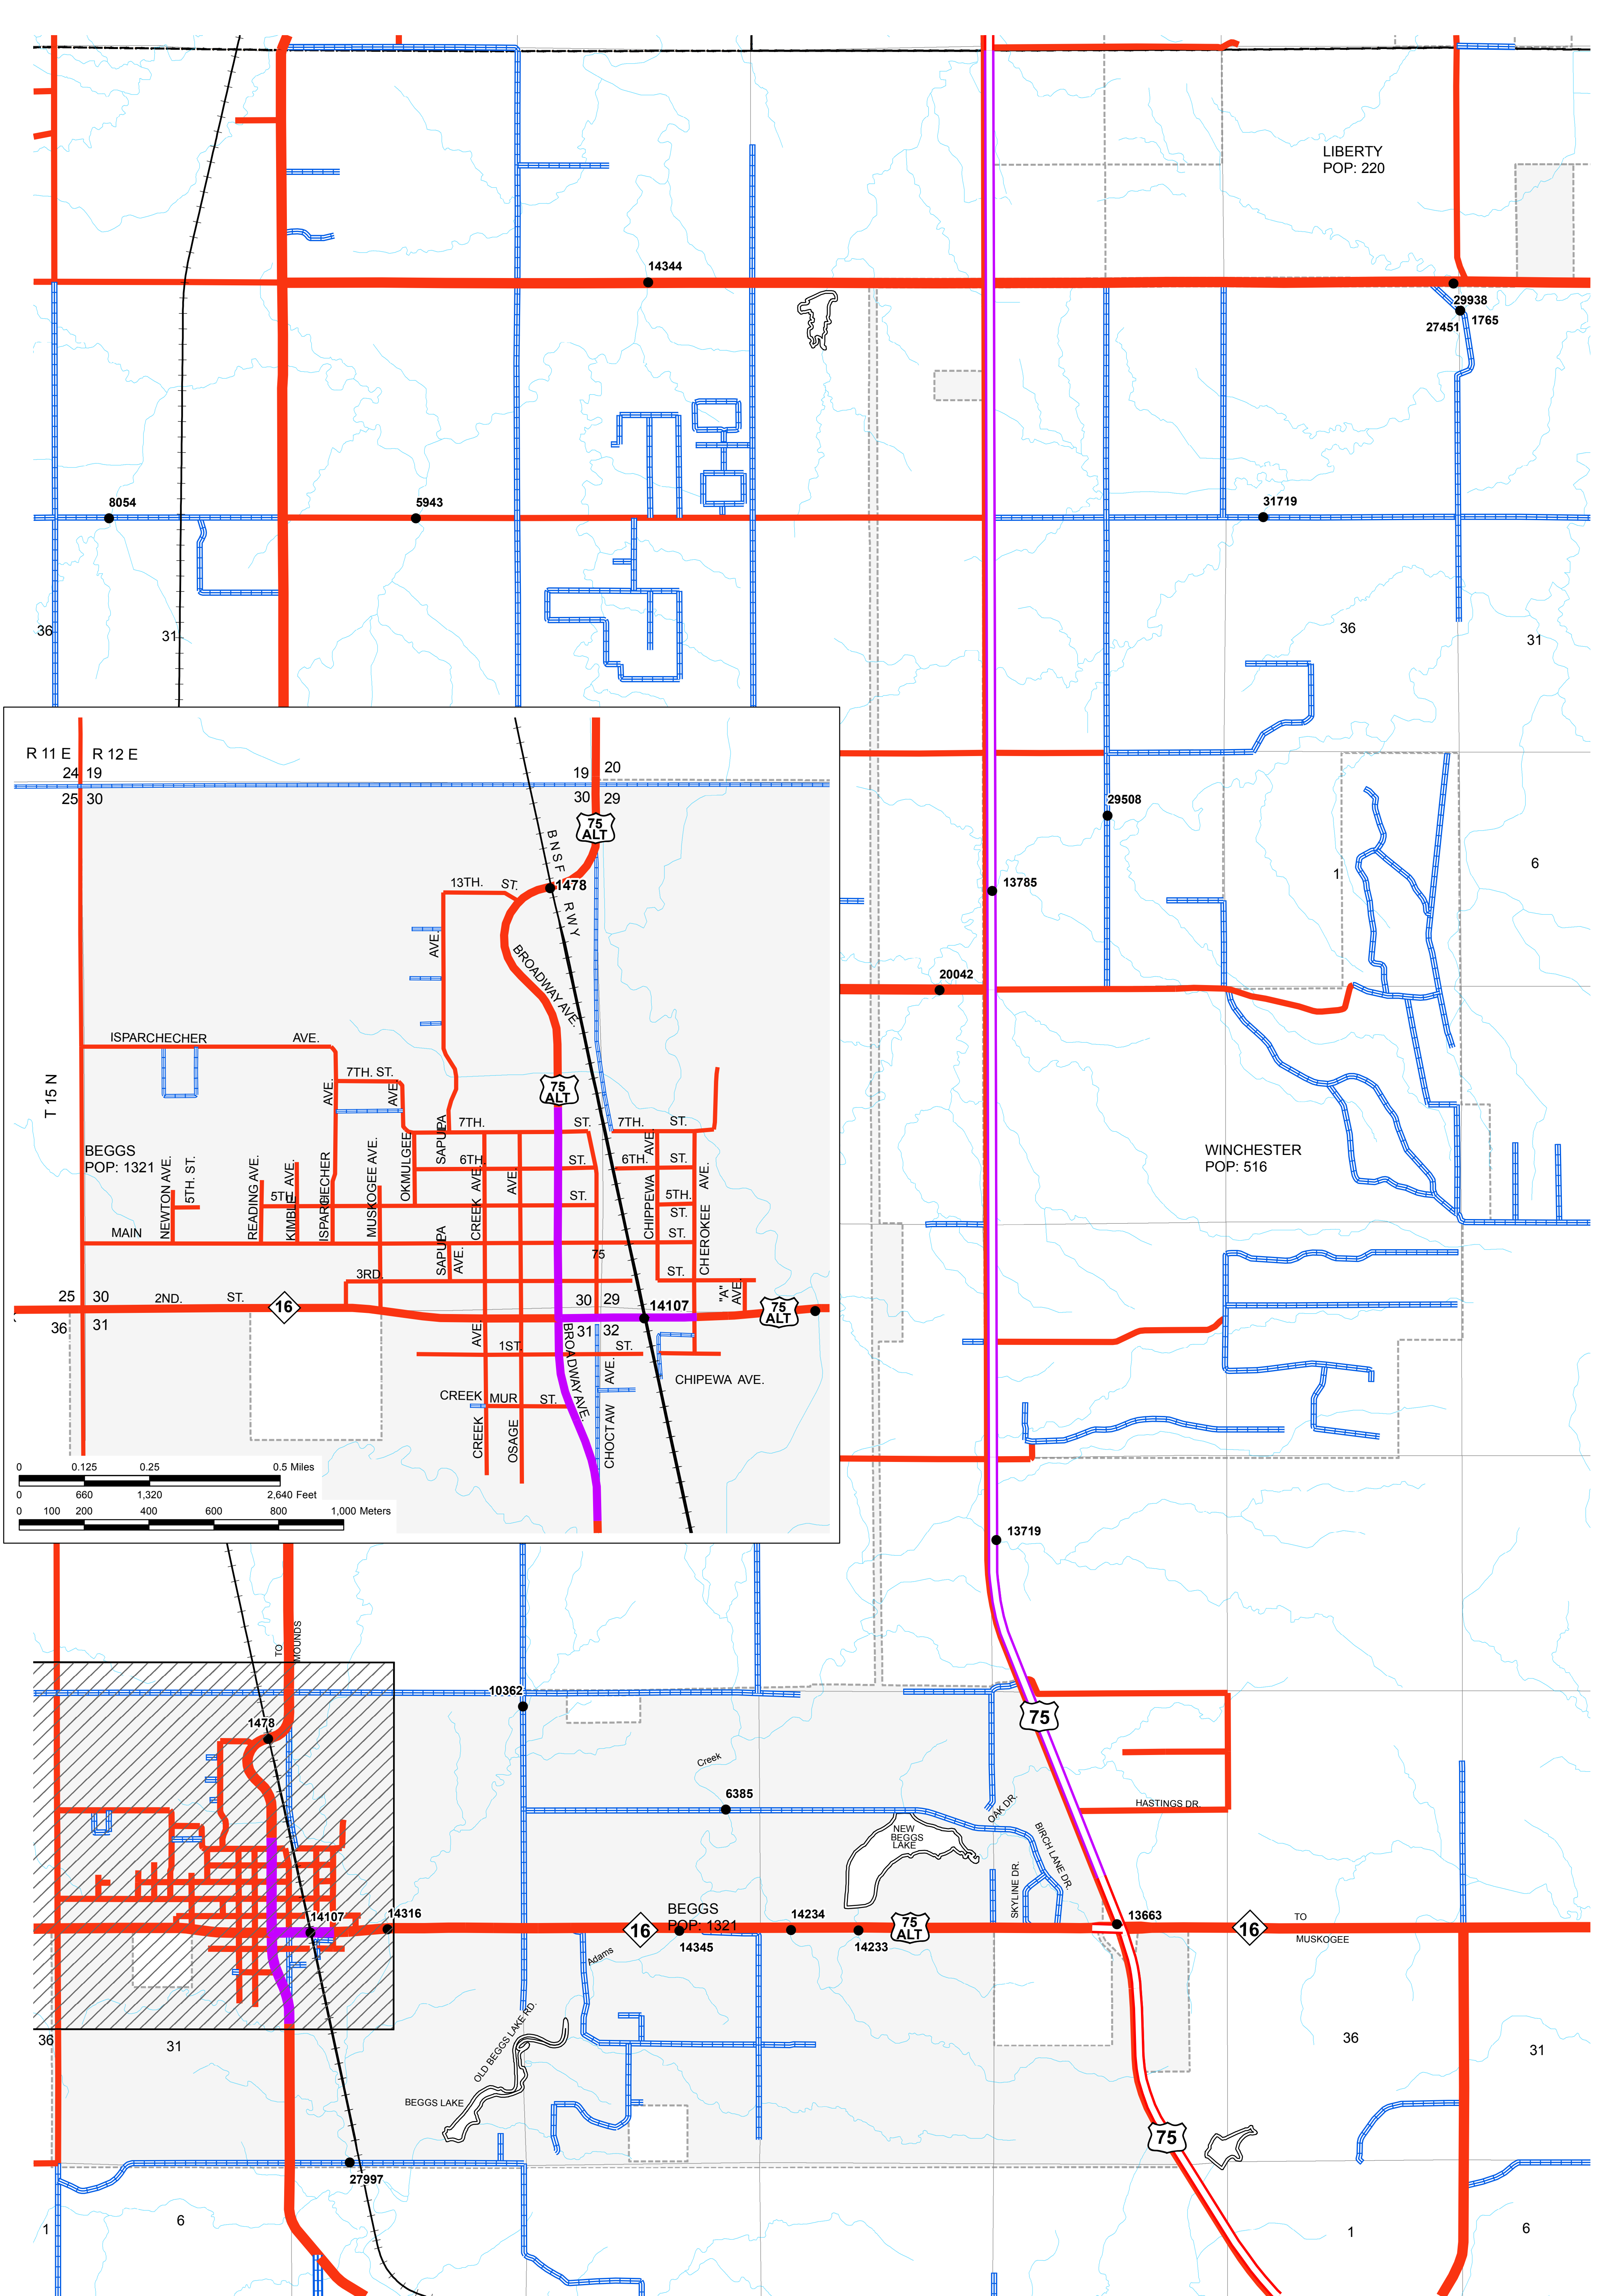 LIBERTY
POP: 220
14344
29938
27451
1765
8054
5943
31719
36
31
36
31
R 11 E
R 12 E
24
19
19
20
25
30
30
29
75
ALT
BNSF
RWY
29508
6
1
13TH.
ST.
1478
13785
AVE.
BROADWAY AVE.
20042
ISPARCHECHER
AVE.
T 15 N
7TH. ST.
AVE.
AVE.
75
ALT
BEGGS
POP: 1321
7TH.
ST.
7TH.
ST.
OKMULGEE
SAPUPA
6TH.
ST.
6TH.
ST.
AVE.
NEWTON AVE.
5TH. ST.
READING AVE.
5TH.
KIMBLE AVE.
ISPARCHECHER
MUSKOGEE AVE.
CREEK AVE.
AVE.
ST.
CHIPPEWA
5TH.
ST.
CHEROKEE AVE.
WINCHESTER
POP: 516
MAIN
SAPUPA
AVE.
75
ST.
3RD.
ST.
"A"
AVE.
25
30
2ND.
ST.
16
30
29
14107
75
ALT
36
31
31
32
AVE.
1ST.
ST.
BROADWAY AVE.
AVE.
CHIPEWA AVE.
CREEK
MUR
ST.
CREEK
OSAGE
CHOCTAW
0
0.125
0.25
0.5 Miles
0
660
1,320
2,640 Feet
0
100
200
400
600
800
1,000 Meters
13719
TO
MOUNDS
10362
75
1478
Creek
6385
OAK DR.
HASTINGS DR.
NEW
BEGGS
LAKE
BIRCH LANE DR.
SKYLINE DR.
14107
14316
BEGGS
POP: 1321
16
14345
14234
14233
75
ALT
13663
16
TO
MUSKOGEE
Adams
36
31
OLD BEGGS LAKE RD.
BEGGS LAKE
36
31
75
27997
1
6
1
6